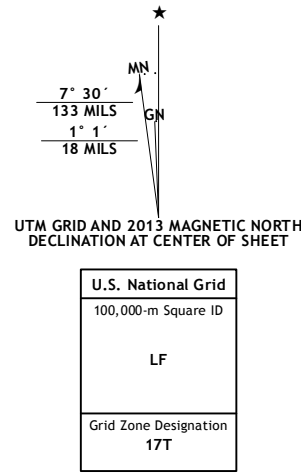 ★
MN
7° 30´
133 MILS
GN
1° 1´
18 MILS
UTM GRID AND 2013 MAGNETIC NORTH
DECLINATION AT CENTER OF SHEET
U.S. National Grid
100,000-m Square ID
LF
Grid Zone Designation
17T